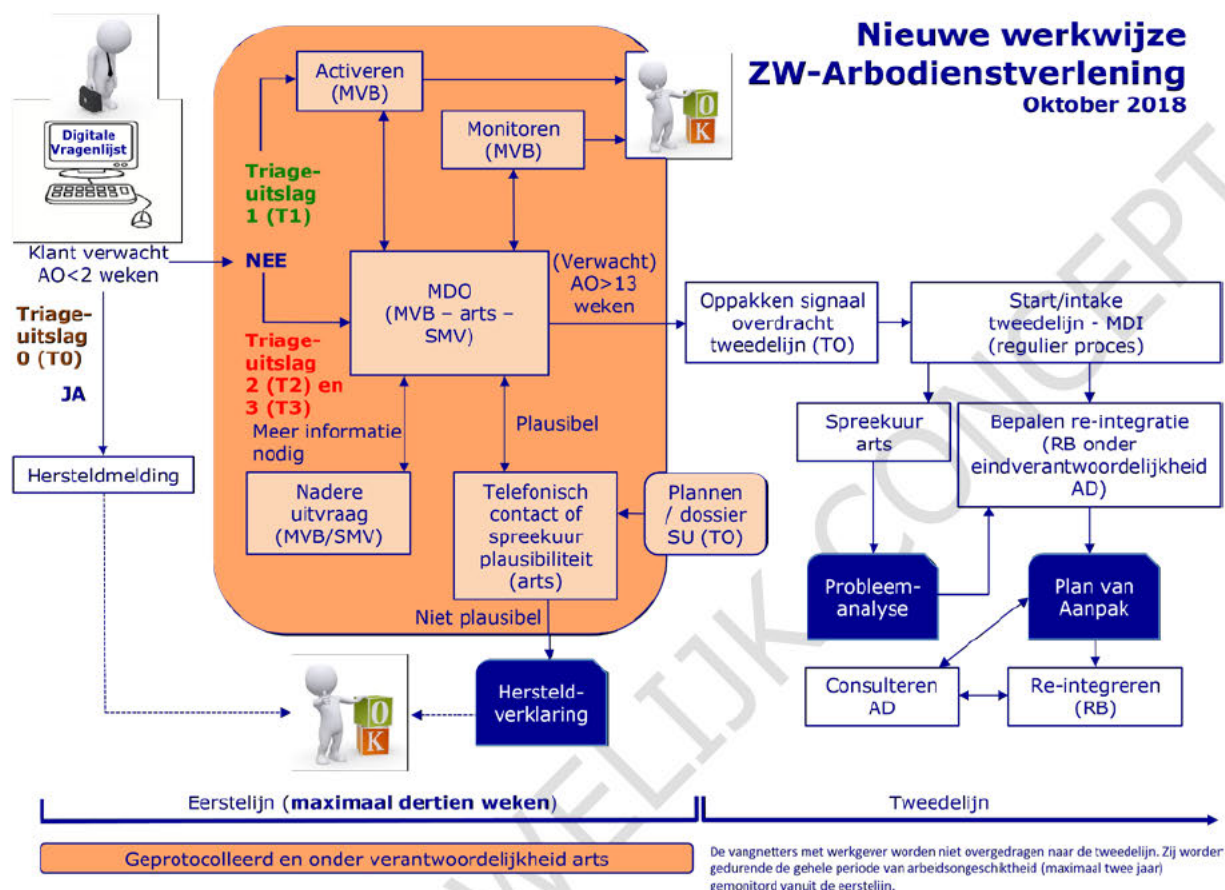 Nieuwe werkwijze
ZW-Arbodienstverlening
Oktober 2018
Digitale
Vragenlijst
Klant verwacht
AO<2 weken
Triage-
uitslag
0 (T0)
JA
Hersteldmelding
NEE
Triage-
uitslag
1 (T1)
Triage-
uitslag
2 (T2) en
3 (T3)
Activeren
(MVB)
Monitoren
(MVB)
O
K
MDO
(MVB – arts –
SMV)
(Verwacht)
AO>13
weken
Meer informatie
nodig
Plausibel
Nadere
uitvraag
(MVB/SMV)
Telefonisch
contact of
spreekuur
plausibiliteit
(arts)
Plannen
/ dossier
SU (TO)
Niet plausibel
Hersteld-
verklaring
O
K
Oppakken signaal
overdracht
tweedelijn (TO)
Start/intake
tweedelijn - MDI
(regulier proces)
Spreekuur
arts
Bepalen re-integratie
(RB onder
eindverantwoordelijkheid
AD)
Probleem-
analyse
Plan van
Aanpak
Consulteren
AD
Re-integreren
(RB)
Eerstelijn (maximaal dertien weken)
Tweedelijn
Geprotocolleerd en onder verantwoordelijkheid arts
De vangnetters met werkgever worden niet overgedragen naar de tweedelijn. Zij worder
gedurende de gehele periode van arbeidsongeschiktheid (maximaal twee jaar)
gemonitord vanuit de eerstelijn.
WELIJK CONCEPT